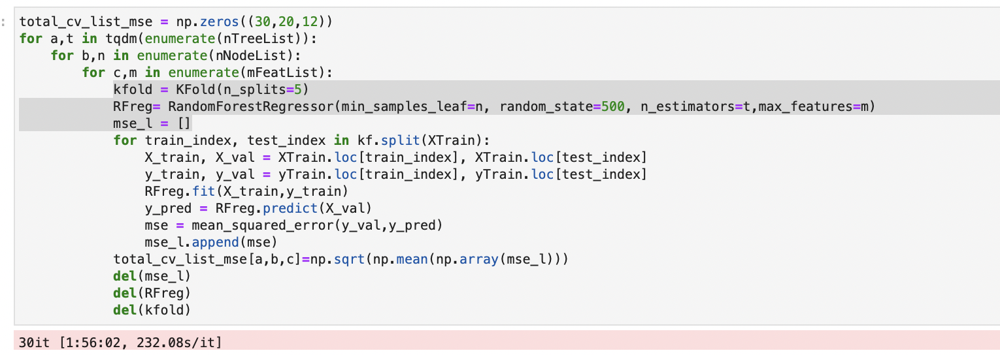 total_cv_list_mse = np.zeros((30,20,12))
for a,t in tqdm(enumerate(nTreeList)):
    for b,n in enumerate(nNodeList):
        for c,m in enumerate(mFeatList):
            kfold = KFold(n_splits=5)
            RFreg= RandomForestRegressor(min_samples_leaf=n, random_state=500, n_estimators=t,max_features=m)
            mse_l = []
            for train_index, test_index in kf.split(XTrain):
                X_train, X_val = XTrain.loc[train_index], XTrain.loc[test_index]
                y_train, y_val = yTrain.loc[train_index], yTrain.loc[test_index]
                RFreg.fit(X_train,y_train)
                y_pred = RFreg.predict(X_val)
                mse = mean_squared_error(y_val,y_pred)
                mse_l.append(mse)
            total_cv_list_mse[a,b,c]=np.sqrt(np.mean(np.array(mse_l)))
            del(mse_l)
            del(RFreg)
            del(kfold)
30it [1:56:02, 232.08s/it]